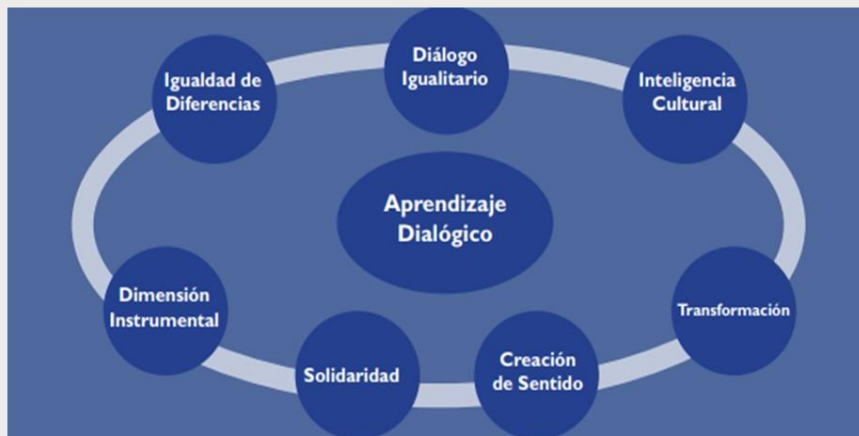 Diálogo
Igualitario
Inteligencia
Cultural
Transformación
Creación
de Sentido
Solidaridad
Dimensión
Instrumental
Igualdad de
Diferencias
Aprendizaje
Dialógico